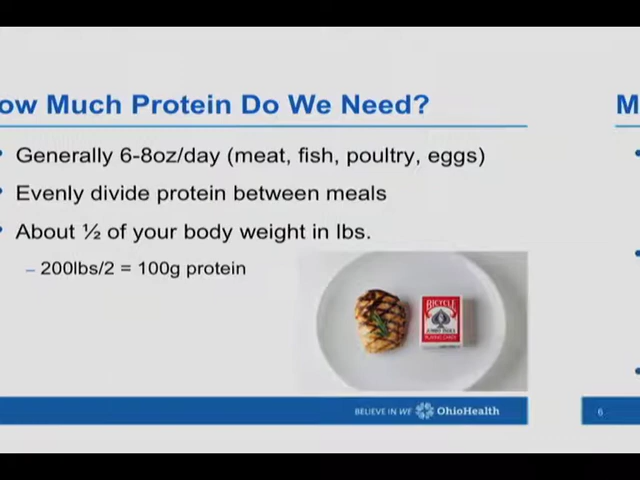 ow Much Protein Do We Need?
Generally 6-8oz/day (meat, fish, poultry, eggs)
Evenly divide protein between meals
About ½ of your body weight in lbs.
– 200lbs/2 = 100g protein
BICYCLE
PLAYING CARDS
BELIEVE IN WE OhioHealth
M
6